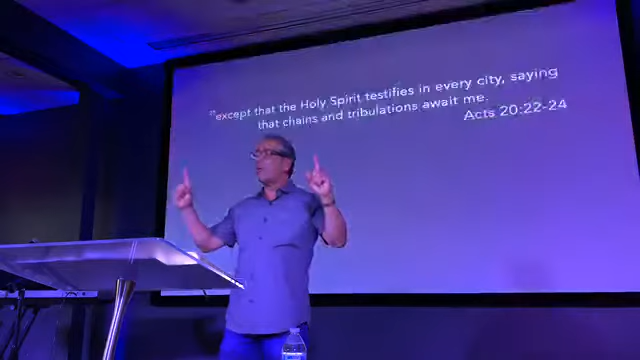 "except that the Holy Spirit testifies in every city, saying
that chains and tribulations await me.
Acts 20:22-24